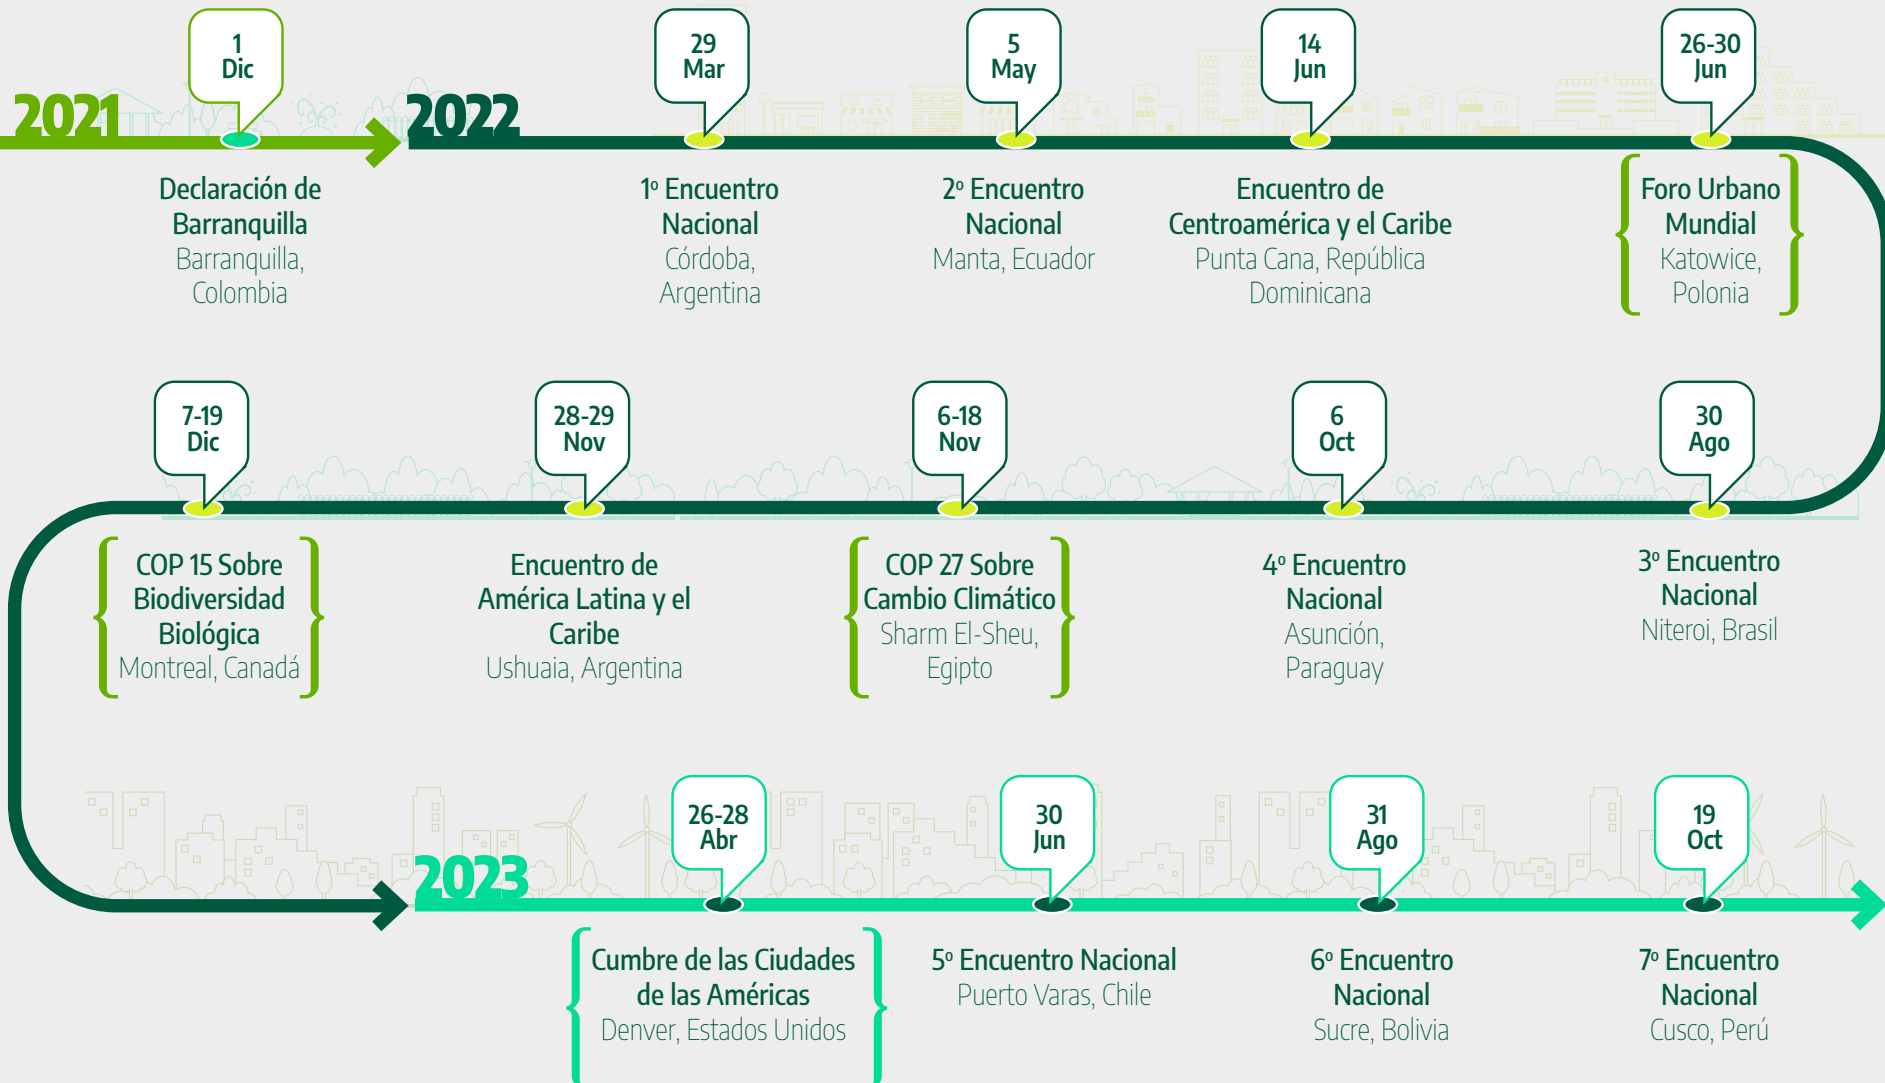 2021
1
Dic
Declaración de
Barranquilla
Barranquilla,
Colombia
2022
29
Mar
1º Encuentro
Nacional
Córdoba,
Argentina
5
May
2º Encuentro
Nacional
Manta, Ecuador
14
Jun
Encuentro de
Centroamérica y el Caribe
Punta Cana, República
Dominicana
26-30
Jun
Foro Urbano
Mundial
Katowice,
Polonia
30
Ago
3º Encuentro
Nacional
Niteroi, Brasil
6
Oct
4º Encuentro
Nacional
Asunción,
Paraguay
6-18
Nov
COP 27 Sobre
Cambio Climático
Sharm El-Sheu,
Egipto
28-29
Nov
Encuentro de
América Latina y el
Caribe
Ushuaia, Argentina
7-19
Dic
COP 15 Sobre
Biodiversidad
Biológica
Montreal, Canadá
2023
26-28
Abr
Cumbre de las Ciudades
de las Américas
Denver, Estados Unidos
30
Jun
5º Encuentro Nacional
Puerto Varas, Chile
31
Ago
6º Encuentro
Nacional
Sucre, Bolivia
19
Oct
7º Encuentro
Nacional
Cusco, Perú